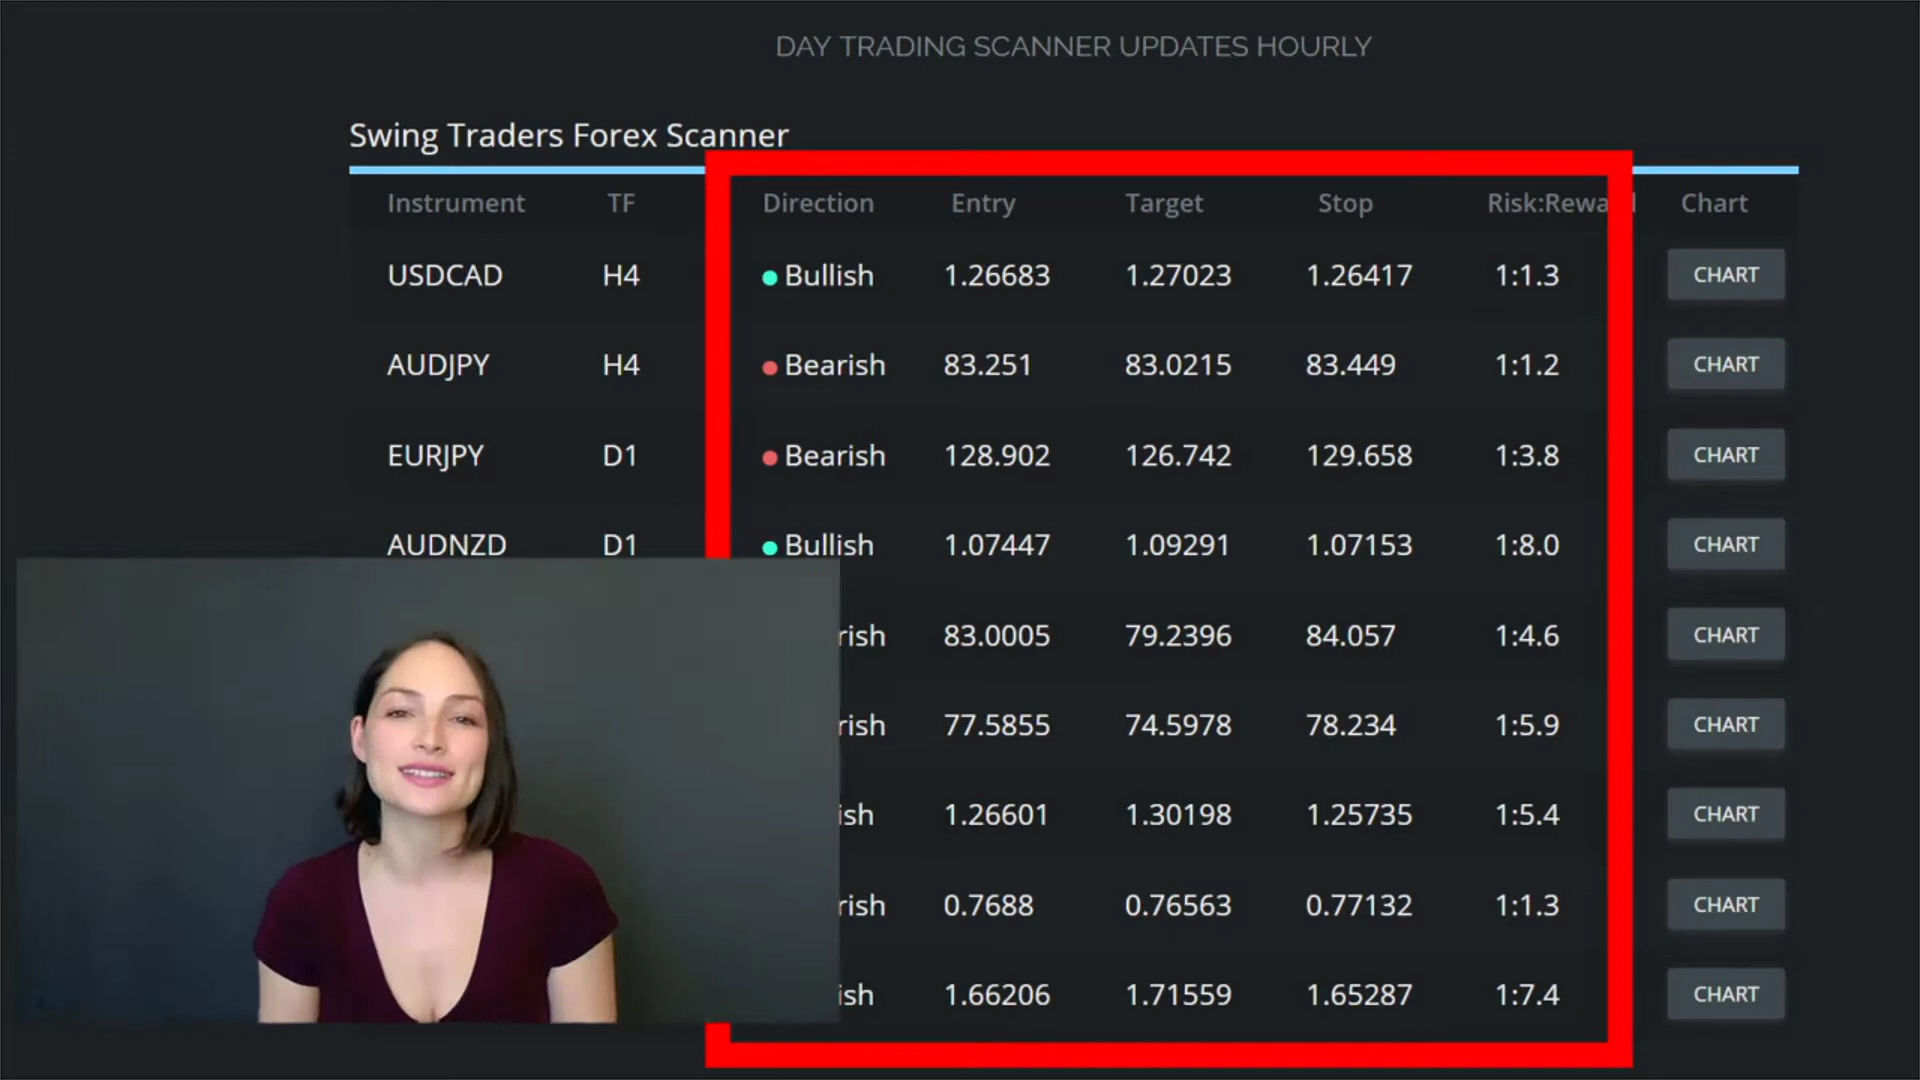 DAY TRADING SCANNER UPDATES HOURLY
Swing Traders Forex Scanner
Instrument TF Direction Entry Target Stop Chart
USDCAD H4 Bullish 1.26683 1.27023 1.26417 1:1.3 CHART
AUDJPY H4 Bearish 83.251 83.0215 83.449 1:1.2 CHART
EURJPY D1 Bearish 128.902 126.742 129.658 1:3.8 CHART
AUDNZD D1 Bullish 1.07447 1.09291 1.07153 1:8.0 CHART
rish 83.0005 79.2396 84.057 1:4.6 CHART
rish 77.5855 74.5978 78.234 1:5.9 CHART
ish 1.26601 1.30198 1.25735 1:5.4 CHART
rish 0.7688 0.76563 0.77132 1:1.3 CHART
ish 1.66206 1.71559 1.65287 1:7.4 CHART